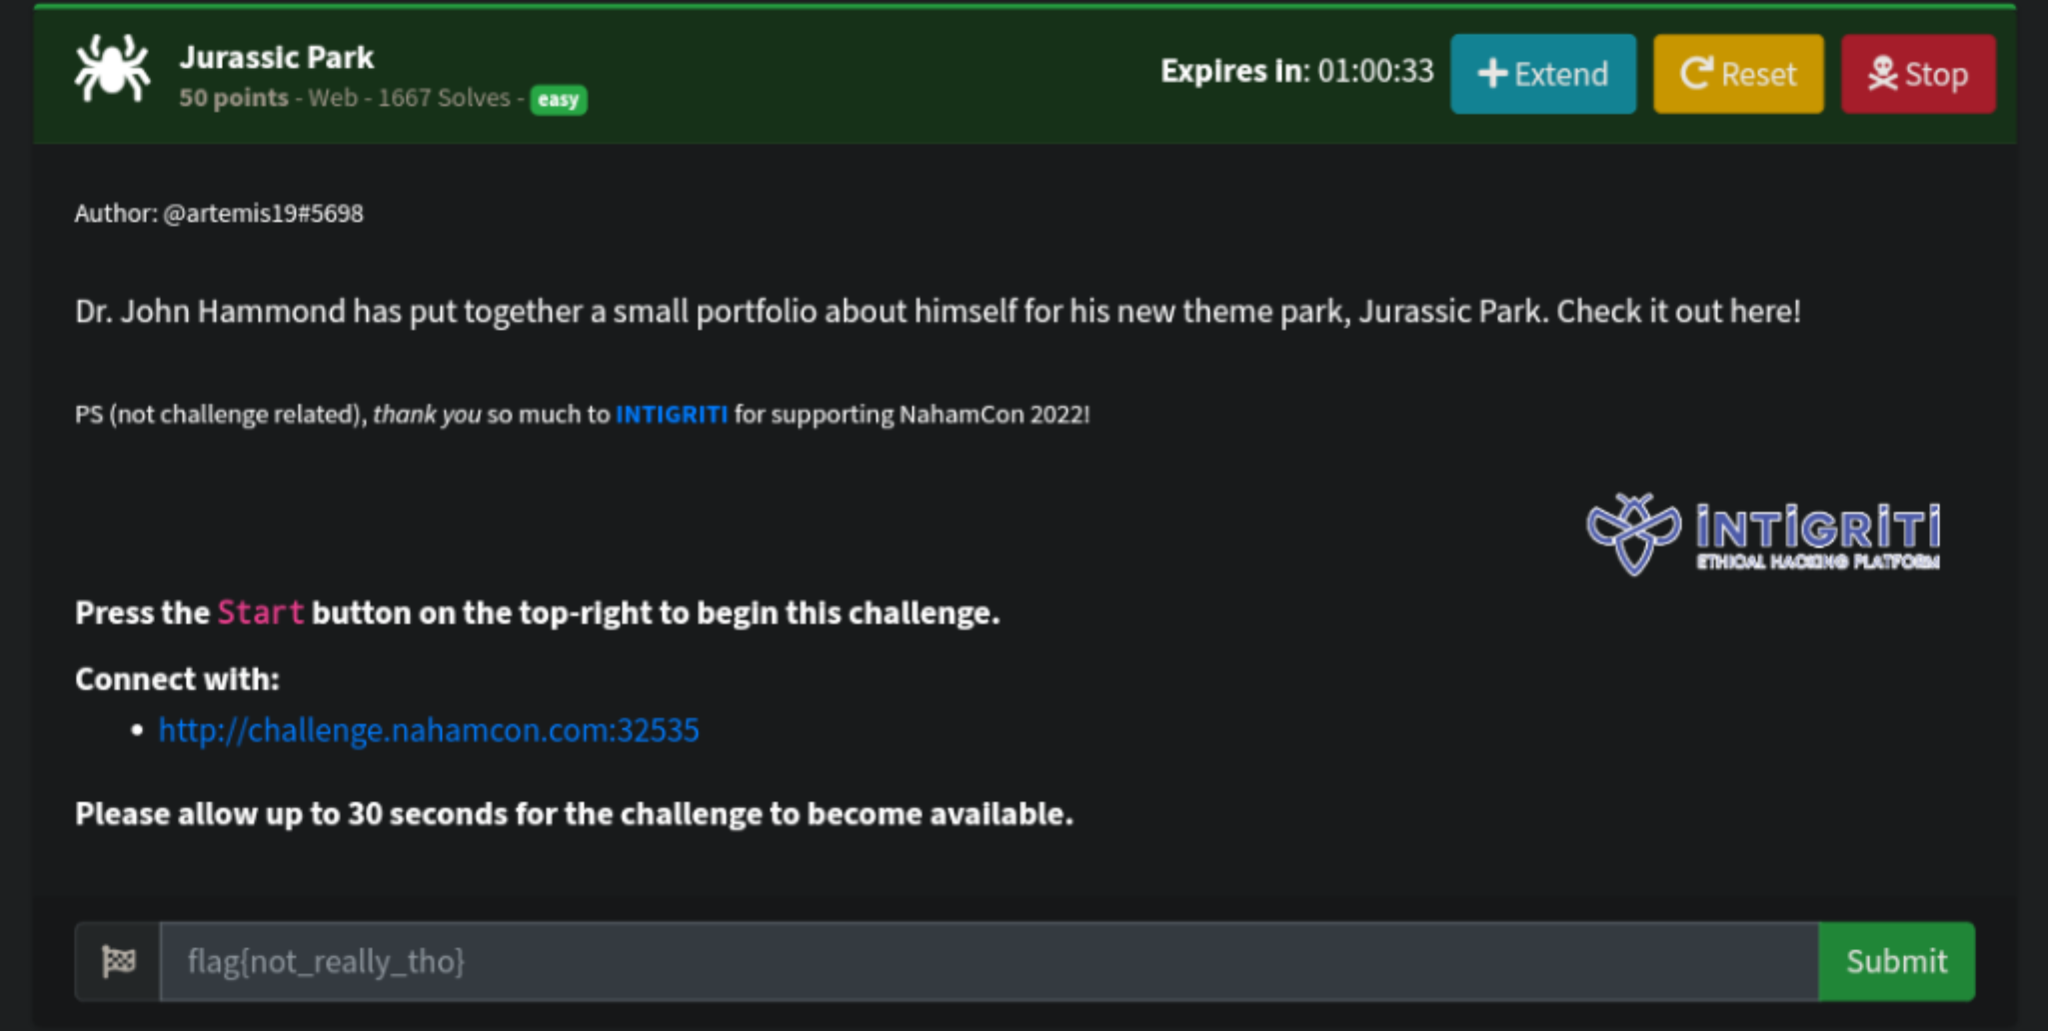 Jurassic Park
50 points - Web - 1667 Solves - easy
Expires in: 01:00:33
Extend
Reset
Stop
Author: @artemis19#5698
Dr. John Hammond has put together a small portfolio about himself for his new theme park, Jurassic Park. Check it out here!
PS (not challenge related), thank you so much to INTIGRITI for supporting NahamCon 2022!
INTIGRITI
ETHICAL HACKING PLATFORM
Press the Start button on the top-right to begin this challenge.
Connect with:
• http://challenge.nahamcon.com:32535
Please allow up to 30 seconds for the challenge to become available.
flag{not_really_tho}
Submit